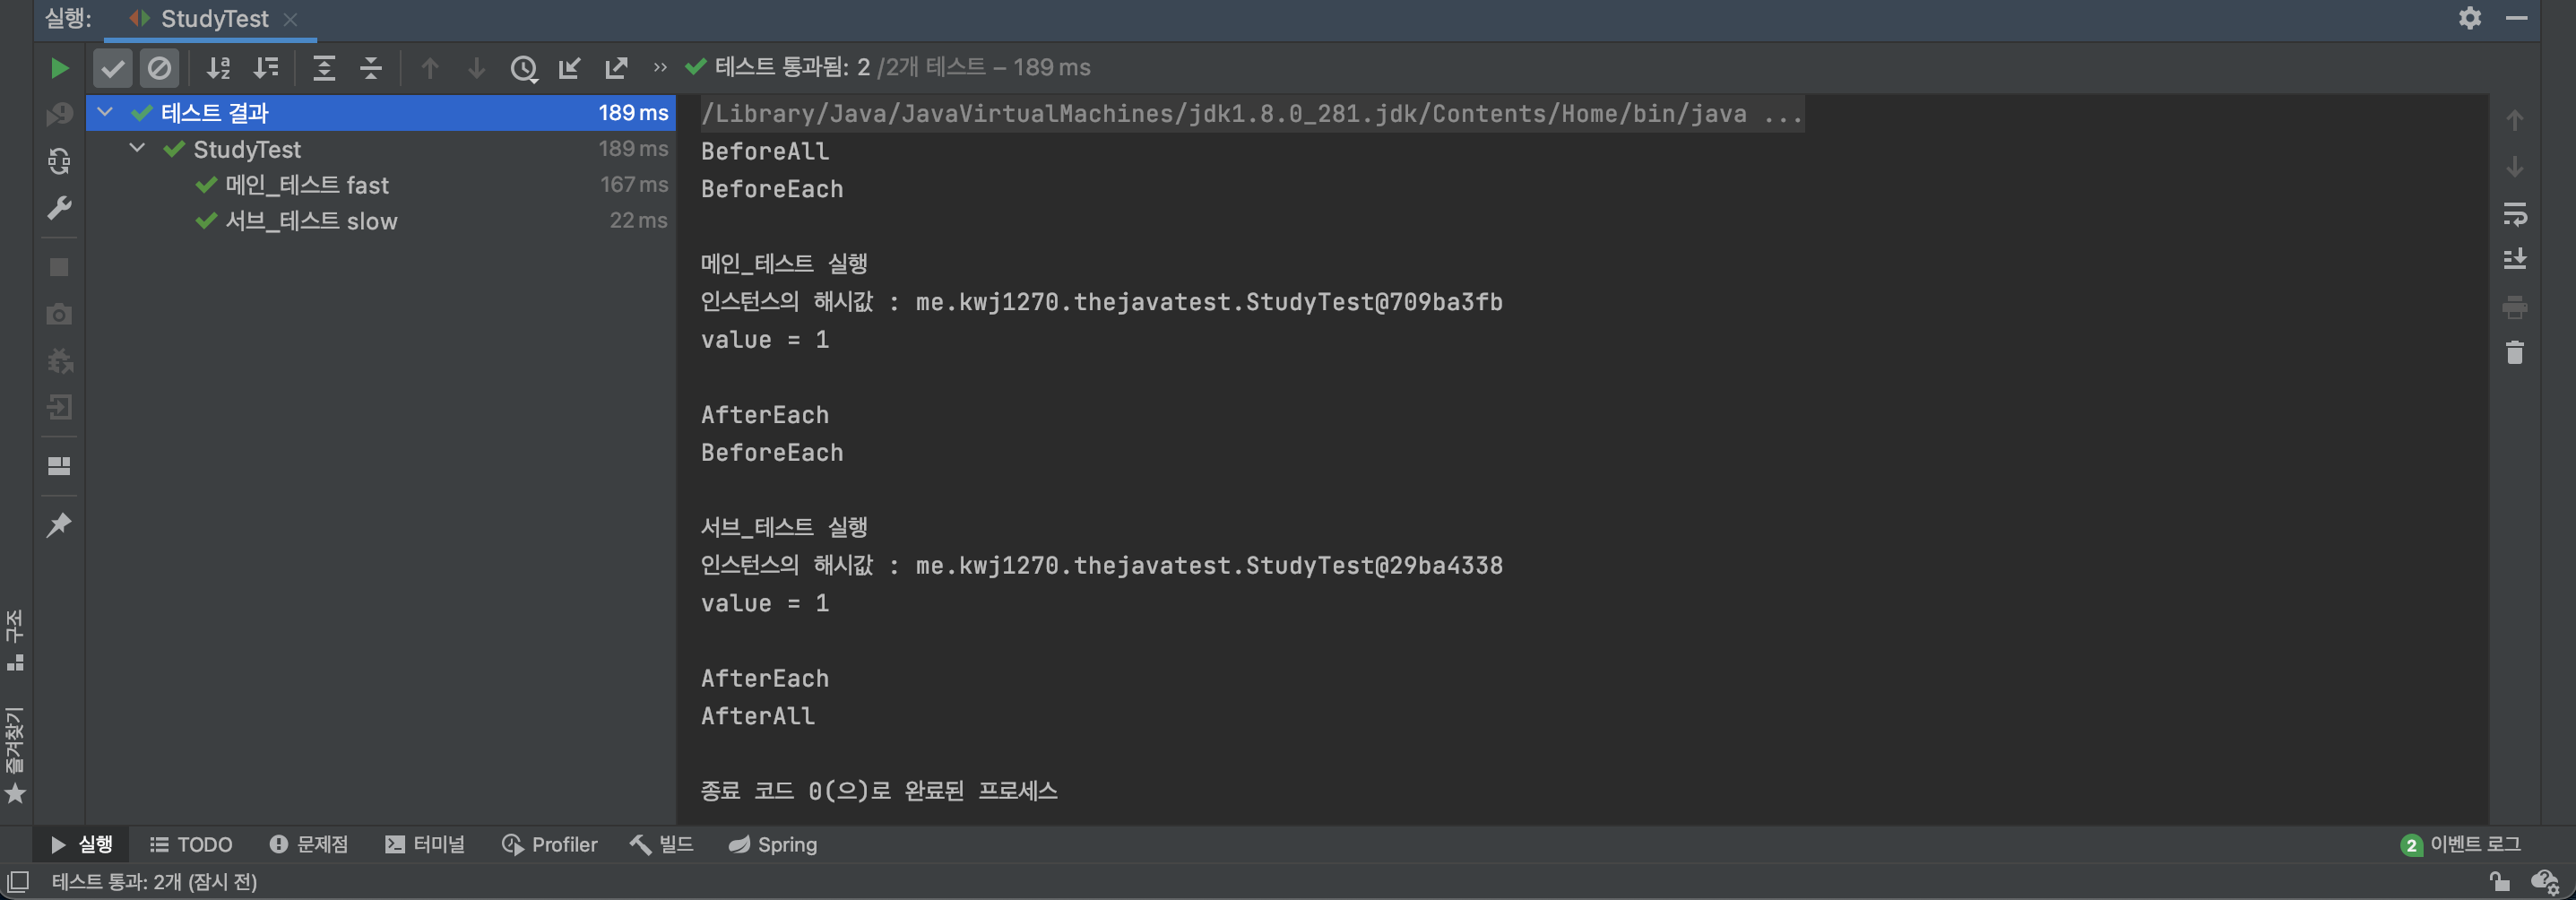 실행: StudyTest
테스트 통과됨: 2 /2개 테스트 – 189 ms
테스트 결과 189 ms
StudyTest 189 ms
메인_테스트 fast 167 ms
서브_테스트 slow 22 ms
/Library/Java/JavaVirtualMachines/jdk1.8.0_281.jdk/Contents/Home/bin/java ...
BeforeAll
BeforeEach
메인_테스트 실행
인스턴스의 해시값 : me.kwj1270.thejavatest.StudyTest@709ba3fb
value = 1
AfterEach
BeforeEach
서브_테스트 실행
인스턴스의 해시값 : me.kwj1270.thejavatest.StudyTest@29ba4338
value = 1
AfterEach
AfterAll
종료 코드 0(으)로 완료된 프로세스
구조
즐겨찾기
실행 TODO 문제점 터미널 Profiler 빌드 Spring 2 이벤트 로그
테스트 통과: 2개 (잠시 전)